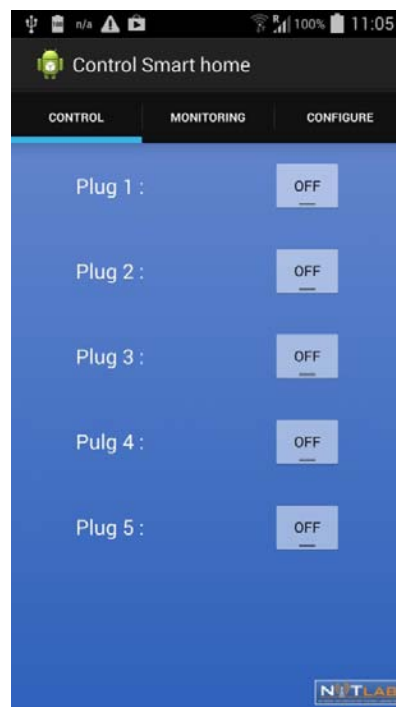 n/a R 100% 11:05
Control Smart home
CONTROL MONITORING CONFIGURE
Plug 1 : OFF
Plug 2 : OFF
Plug 3 : OFF
Pulg 4 : OFF
Plug 5 : OFF